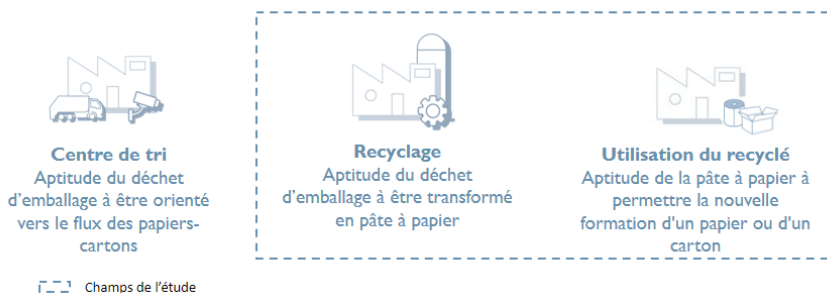 Centre de tri
Aptitude du déchet
d'emballage à être orienté
vers le flux des papiers-
cartons
Recyclage
Aptitude du déchet
d'emballage à être transformé
en pâte à papier
Utilisation du recyclé
Aptitude de la pâte à papier à
permettre la nouvelle
formation d'un papier ou d'un
carton
Champs de l'étude